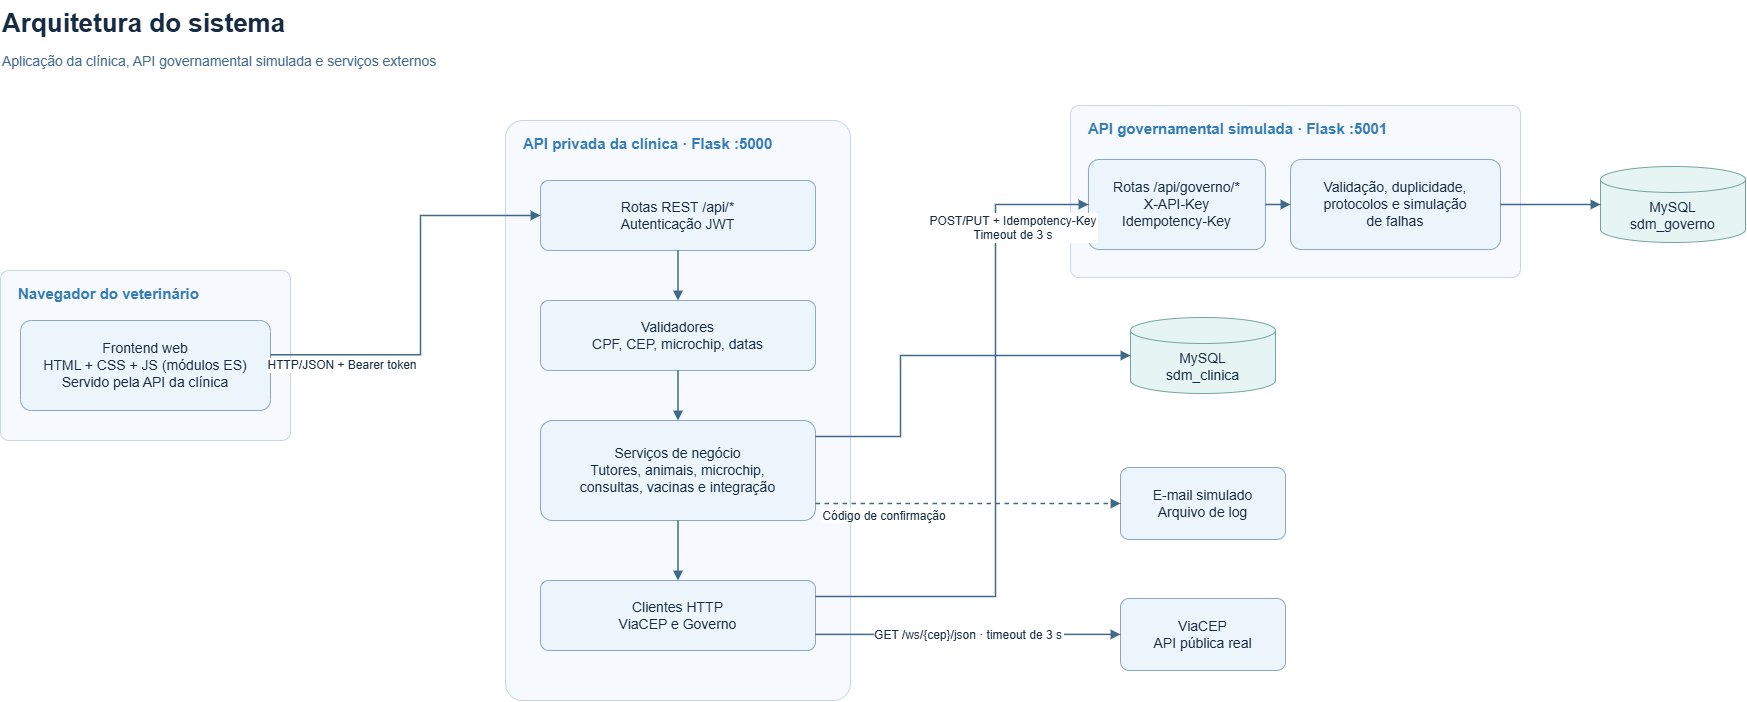 Arquitetura do sistema
Aplicação da clínica, API governamental simulada e serviços externos
Navegador do veterinário
Frontend web
HTML + CSS + JS (módulos ES)
Servido pela API da clínica
HTTP/JSON + Bearer token
API privada da clínica · Flask :5000
Rotas REST /api/*
Autenticação JWT
Validadores
CPF, CEP, microchip, datas
Serviços de negócio
Tutores, animais, microchip,
consultas, vacinas e integração
Clientes HTTP
ViaCEP e Governo
POST/PUT + Idempotency-Key
Timeout de 3 s
API governamental simulada · Flask :5001
Rotas /api/governo/*
X-API-Key
Idempotency-Key
Validação, duplicidade,
protocolos e simulação
de falhas
MySQL
sdm_governo
MySQL
sdm_clinica
Código de confirmação
E-mail simulado
Arquivo de log
GET /ws/{cep}/json · timeout de 3 s
ViaCEP
API pública real